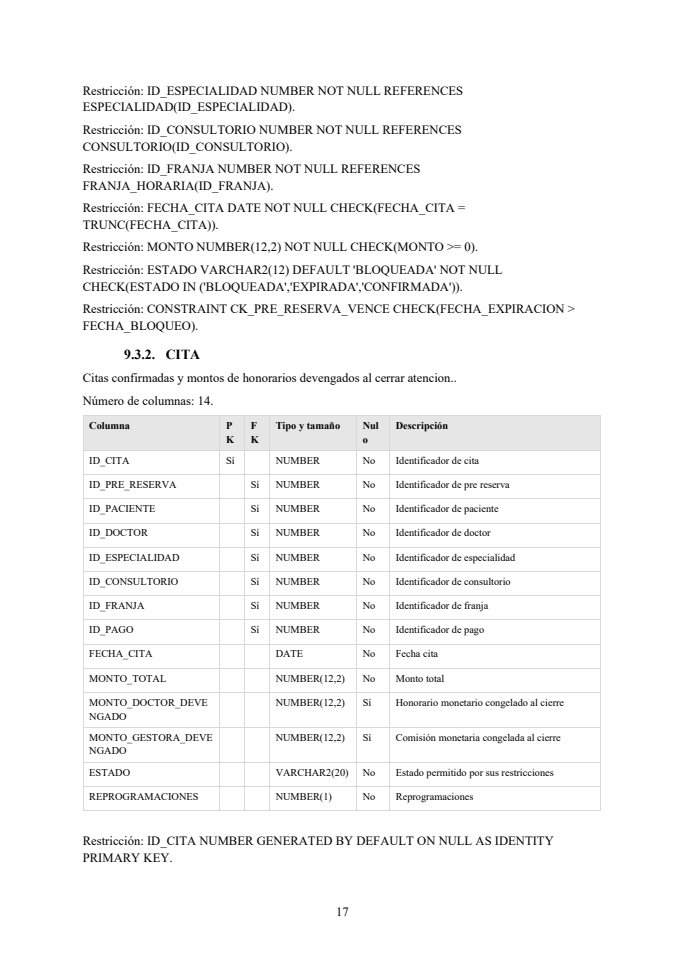 Restricción: ID_ESPECIALIDAD NUMBER NOT NULL REFERENCES
ESPECIALIDAD(ID_ESPECIALIDAD).
Restricción: ID_CONSULTORIO NUMBER NOT NULL REFERENCES
CONSULTORIO(ID_CONSULTORIO).
Restricción: ID_FRANJA NUMBER NOT NULL REFERENCES
FRANJA_HORARIA(ID_FRANJA).
Restricción: FECHA_CITA DATE NOT NULL CHECK(FECHA_CITA =
TRUNC(FECHA_CITA)).
Restricción: MONTO NUMBER(12,2) NOT NULL CHECK(MONTO >= 0).
Restricción: ESTADO VARCHAR2(12) DEFAULT 'BLOQUEADA' NOT NULL
CHECK(ESTADO IN ('BLOQUEADA','EXPIRADA','CONFIRMADA')).
Restricción: CONSTRAINT CK_PRE_RESERVA_VENCE CHECK(FECHA_EXPIRACION >
FECHA_BLOQUEO).
9.3.2. CITA
Citas confirmadas y montos de honorarios devengados al cerrar atencion..
Número de columnas: 14.
Columna P F Tipo y tamaño Nul Descripción
K K o
ID_CITA Sí NUMBER No Identificador de cita
ID_PRE_RESERVA Sí NUMBER No Identificador de pre reserva
ID_PACIENTE Sí NUMBER No Identificador de paciente
ID_DOCTOR Sí NUMBER No Identificador de doctor
ID_ESPECIALIDAD Sí NUMBER No Identificador de especialidad
ID_CONSULTORIO Sí NUMBER No Identificador de consultorio
ID_FRANJA Sí NUMBER No Identificador de franja
ID_PAGO Sí NUMBER No Identificador de pago
FECHA_CITA DATE No Fecha cita
MONTO_TOTAL NUMBER(12,2) No Monto total
MONTO_DOCTOR_DEVE NUMBER(12,2) Sí Honorario monetario congelado al cierre
NGADO
MONTO_GESTORA_DEVE NUMBER(12,2) Sí Comisión monetaria congelada al cierre
NGADO
ESTADO VARCHAR2(20) No Estado permitido por sus restricciones
REPROGRAMACIONES NUMBER(1) No Reprogramaciones
Restricción: ID_CITA NUMBER GENERATED BY DEFAULT ON NULL AS IDENTITY
PRIMARY KEY.
17